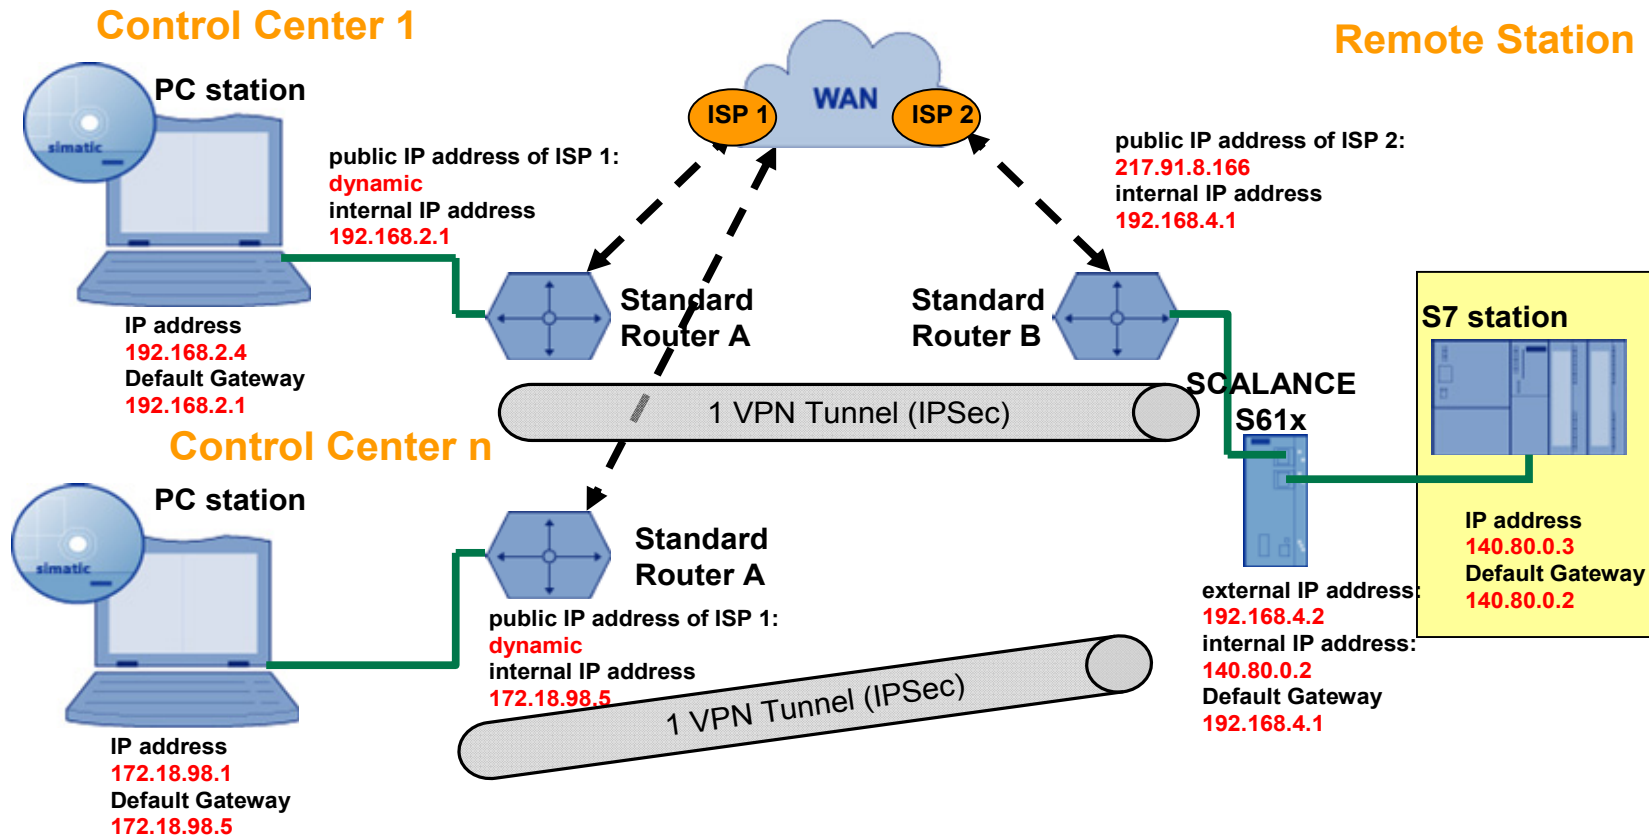 Control Center 1
Remote Station
PC station
simatic
WAN
ISP 1
ISP 2
public IP address of ISP 1:
dynamic
internal IP address
192.168.2.1
public IP address of ISP 2:
217.91.8.166
internal IP address
192.168.4.1
Standard
Router A
Standard
Router B
S7 station
IP address
192.168.2.4
Default Gateway
192.168.2.1
1 VPN Tunnel (IPSec)
SCALANCE
S61x
Control Center n
PC station
simatic
Standard
Router A
public IP address of ISP 1:
dynamic
internal IP address
172.18.98.5
1 VPN Tunnel (IPSec)
IP address
140.80.0.3
Default Gateway
140.80.0.2
external IP address:
192.168.4.2
internal IP address:
140.80.0.2
Default Gateway
192.168.4.1
IP address
172.18.98.1
Default Gateway
172.18.98.5